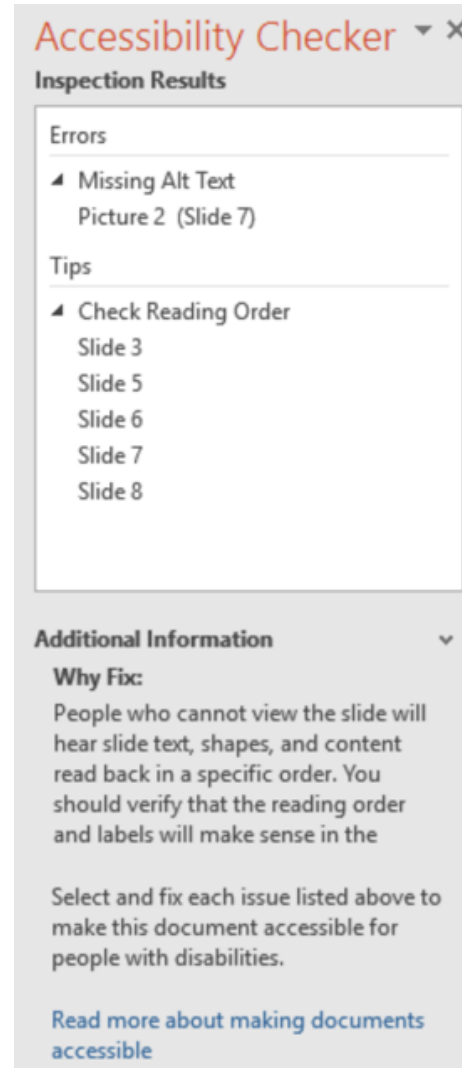 Accessibility Checker
Inspection Results
Errors
Missing Alt Text
Picture 2 (Slide 7)
Tips
Check Reading Order
Slide 3
Slide 5
Slide 6
Slide 7
Slide 8
Additional Information
Why Fix:
People who cannot view the slide will
hear slide text, shapes, and content
read back in a specific order. You
should verify that the reading order
and labels will make sense in the
Select and fix each issue listed above to
make this document accessible for
people with disabilities.
Read more about making documents
accessible